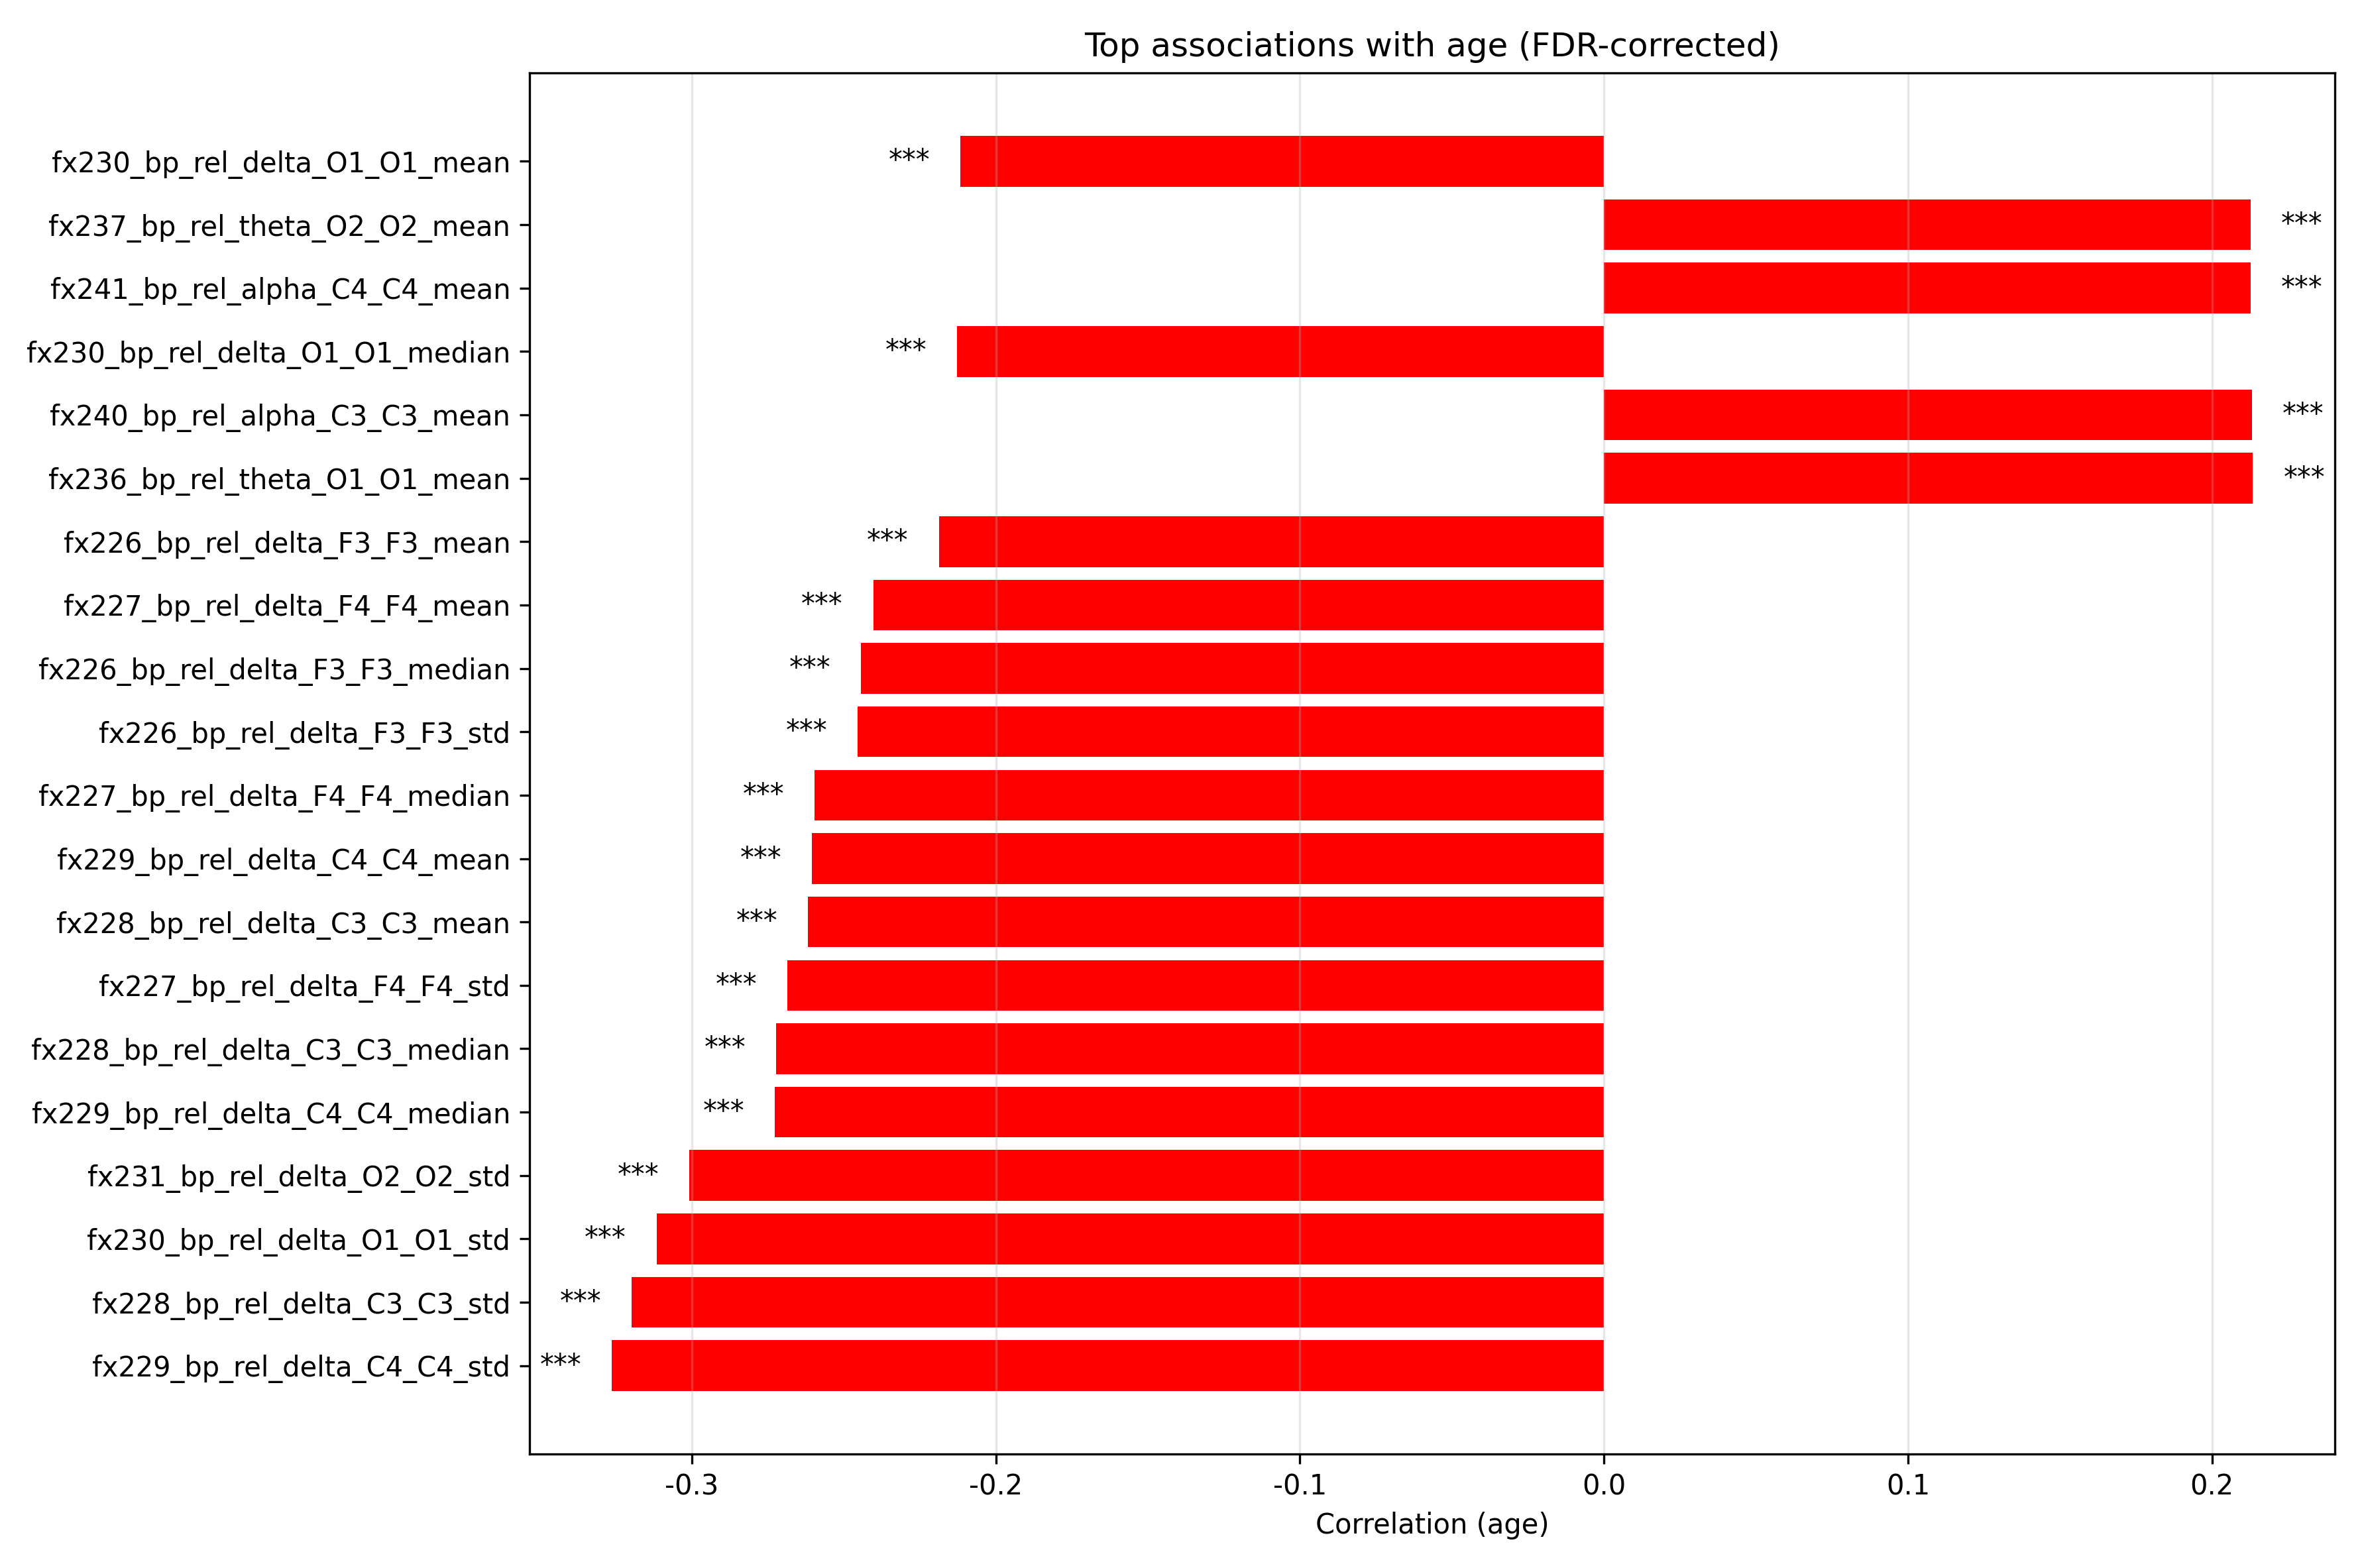 Top associations with age (FDR-corrected)
fx230_bp_rel_delta_O1_O1_mean ***
fx237_bp_rel_theta_O2_O2_mean ***
fx241_bp_rel_alpha_C4_C4_mean ***
fx230_bp_rel_delta_O1_O1_median ***
fx240_bp_rel_alpha_C3_C3_mean ***
fx236_bp_rel_theta_O1_O1_mean ***
fx226_bp_rel_delta_F3_F3_mean ***
fx227_bp_rel_delta_F4_F4_mean ***
fx226_bp_rel_delta_F3_F3_median ***
fx226_bp_rel_delta_F3_F3_std ***
fx227_bp_rel_delta_F4_F4_median ***
fx229_bp_rel_delta_C4_C4_mean ***
fx228_bp_rel_delta_C3_C3_mean ***
fx227_bp_rel_delta_F4_F4_std ***
fx228_bp_rel_delta_C3_C3_median ***
fx229_bp_rel_delta_C4_C4_median ***
fx231_bp_rel_delta_O2_O2_std ***
fx230_bp_rel_delta_O1_O1_std ***
fx228_bp_rel_delta_C3_C3_std ***
fx229_bp_rel_delta_C4_C4_std ***
-0.3 -0.2 -0.1 0.0 0.1 0.2
Correlation (age)